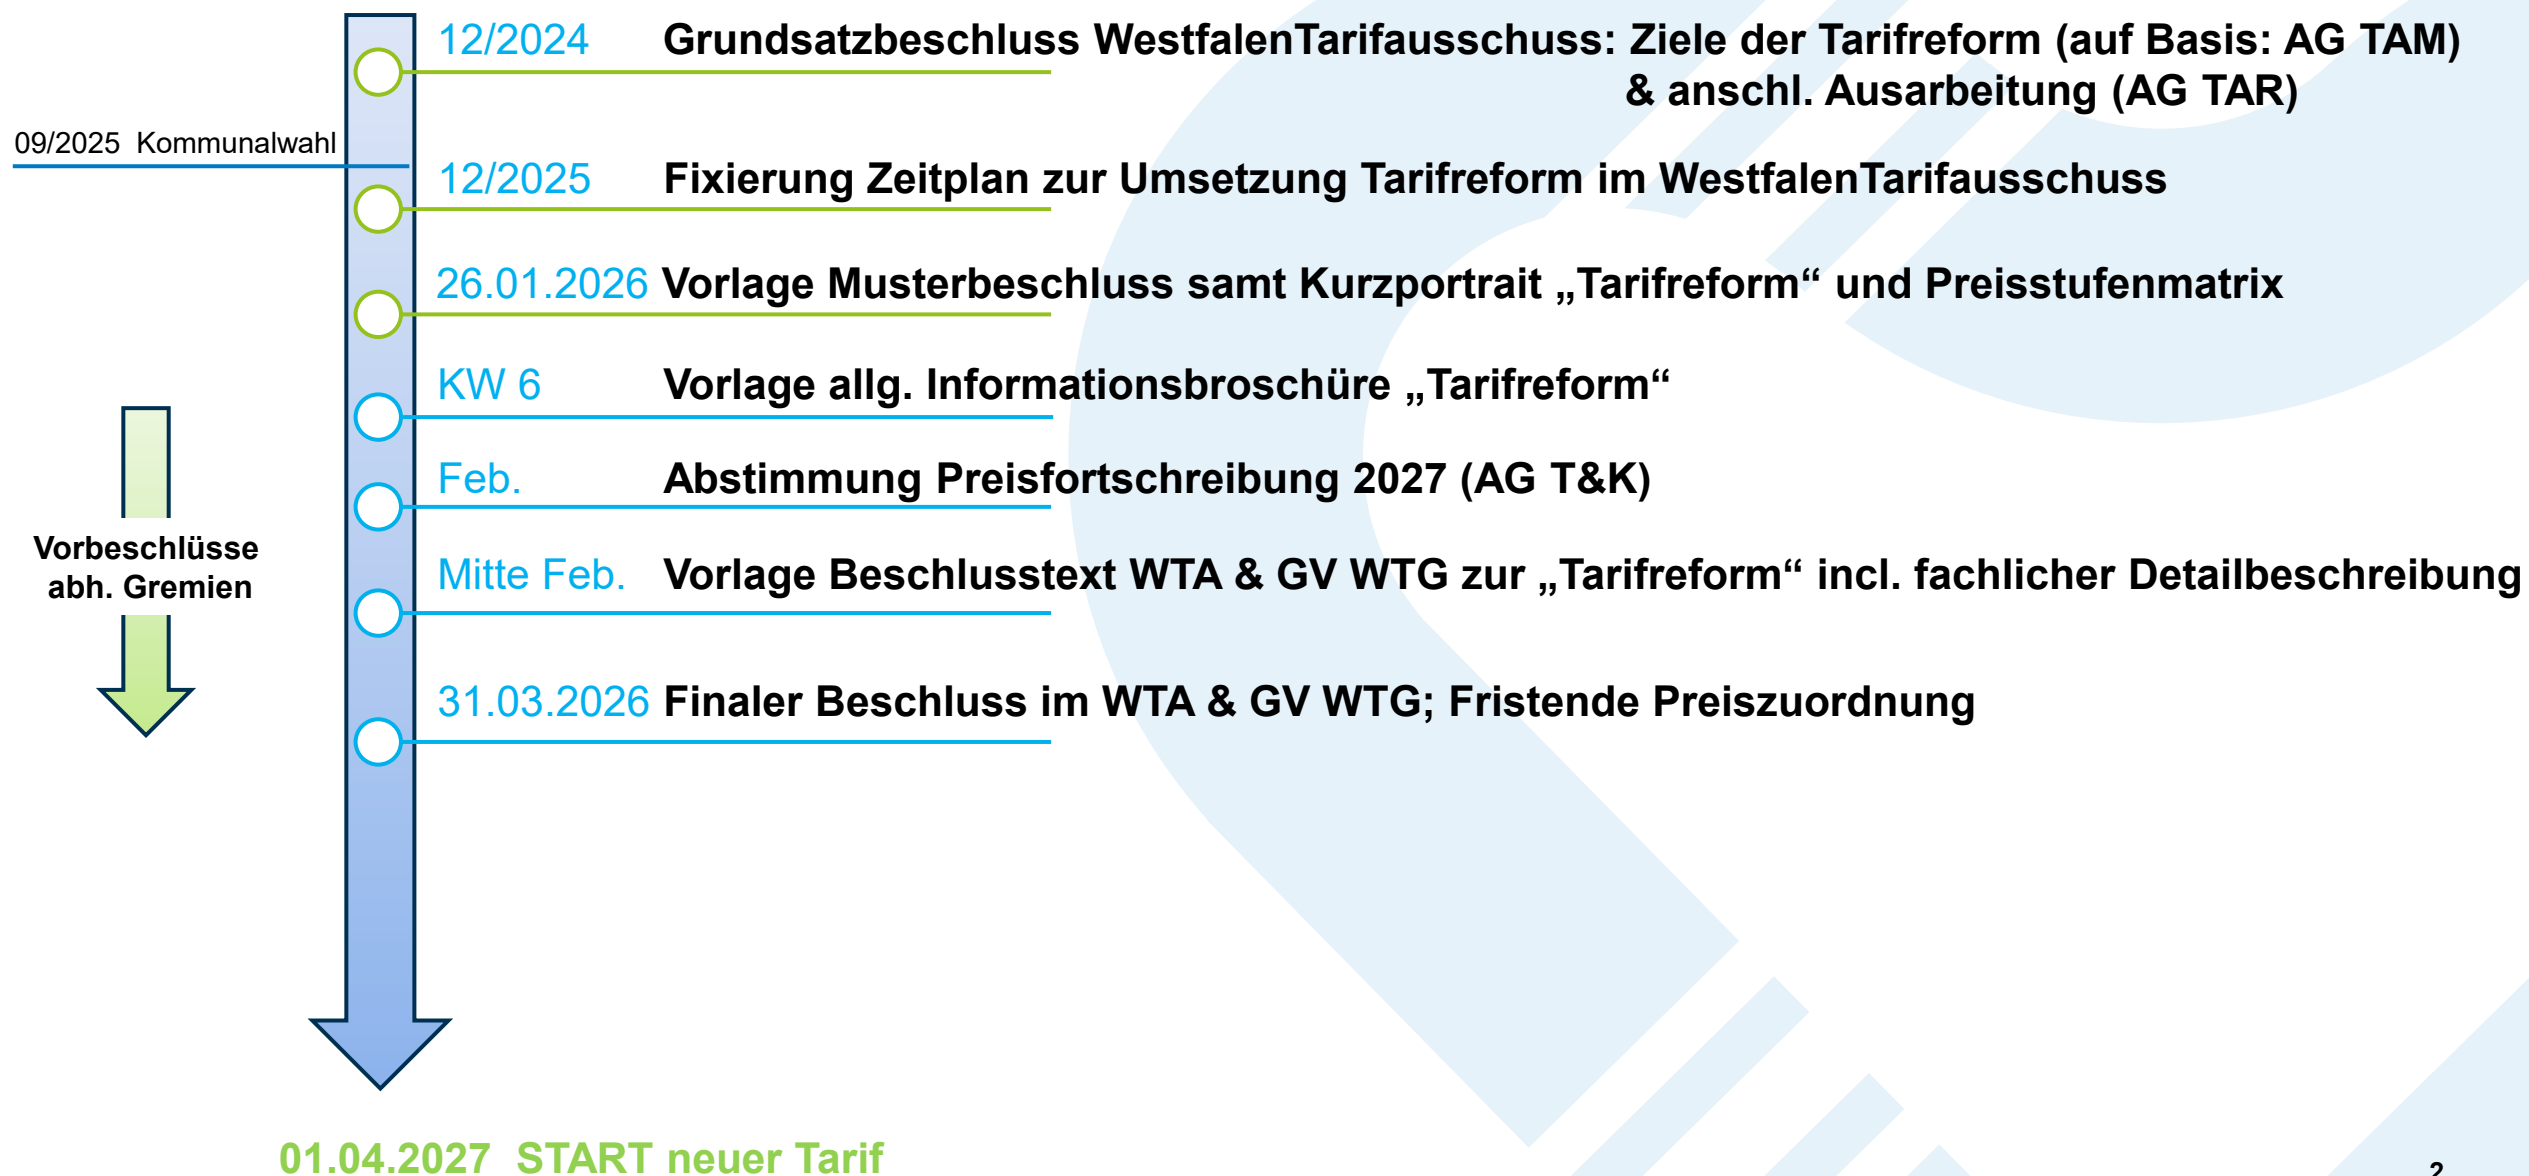 12/2024 Grundsatzbeschluss WestfalenTarifausschuss: Ziele der Tarifreform (auf Basis: AG TAM)
& anschl. Ausarbeitung (AG TAR)
09/2025 Kommunalwahl
12/2025 Fixierung Zeitplan zur Umsetzung Tarifreform im WestfalenTarifausschuss
26.01.2026 Vorlage Musterbeschluss samt Kurzportrait „Tarifreform“ und Preisstufenmatrix
KW 6 Vorlage allg. Informationsbroschüre „Tarifreform“
Feb. Abstimmung Preisfortschreibung 2027 (AG T&K)
Vorbeschlüsse
abh. Gremien
Mitte Feb. Vorlage Beschlusstext WTA & GV WTG zur „Tarifreform“ incl. fachlicher Detailbeschreibung
31.03.2026 Finaler Beschluss im WTA & GV WTG; Fristende Preiszuordnung
01.04.2027 START neuer Tarif
2